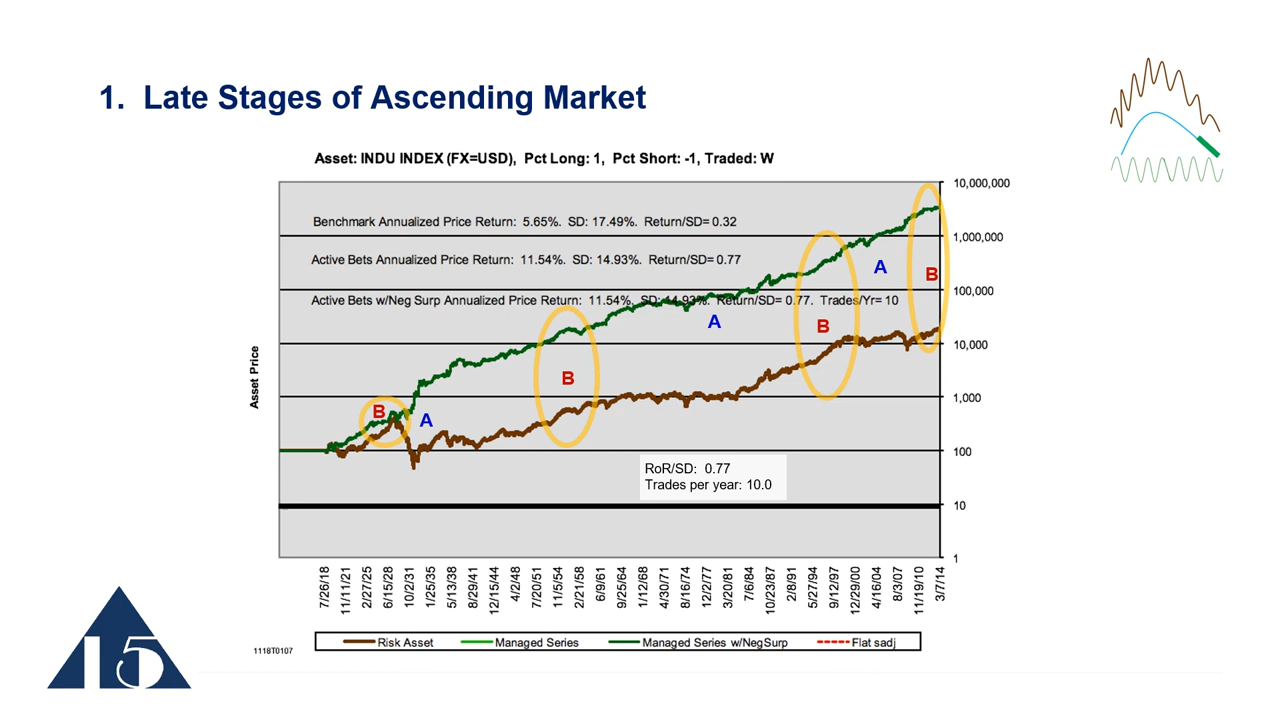 1. Late Stages of Ascending Market
Asset: INDU INDEX (FX=USD), Pct Long: 1, Pct Short: -1, Traded: W
10,000,000
Benchmark Annualized Price Return: 5.65%. SD: 17.49%. Return/SD= 0.32
1,000,000
Active Bets Annualized Price Return: 11.54%. SD: 14.93%. Return/SD= 0.77
A
B
100,000
Active Bets w/Neg Surp Annualized Price Return: 11.54%. SD: 14.93%. Return/SD= 0.77. Trades/Yr= 10
A
B
10,000
Asset Price
B
1,000
B
A
100
RoR/SD: 0.77
Trades per year: 10.0
10
1
7/26/18
11/11/21
2/27/25
6/15/28
10/2/31
1/25/35
5/13/38
8/29/41
12/15/44
4/2/48
7/20/51
11/5/54
2/21/58
6/9/61
9/25/64
1/12/68
4/30/71
8/16/74
12/2/77
3/20/81
7/6/84
10/23/87
2/8/91
5/27/94
9/12/97
12/29/00
4/16/04
8/3/07
11/19/10
3/7/14
Risk Asset
Managed Series
Managed Series w/NegSurp
Flat sadj
1118T0107
15